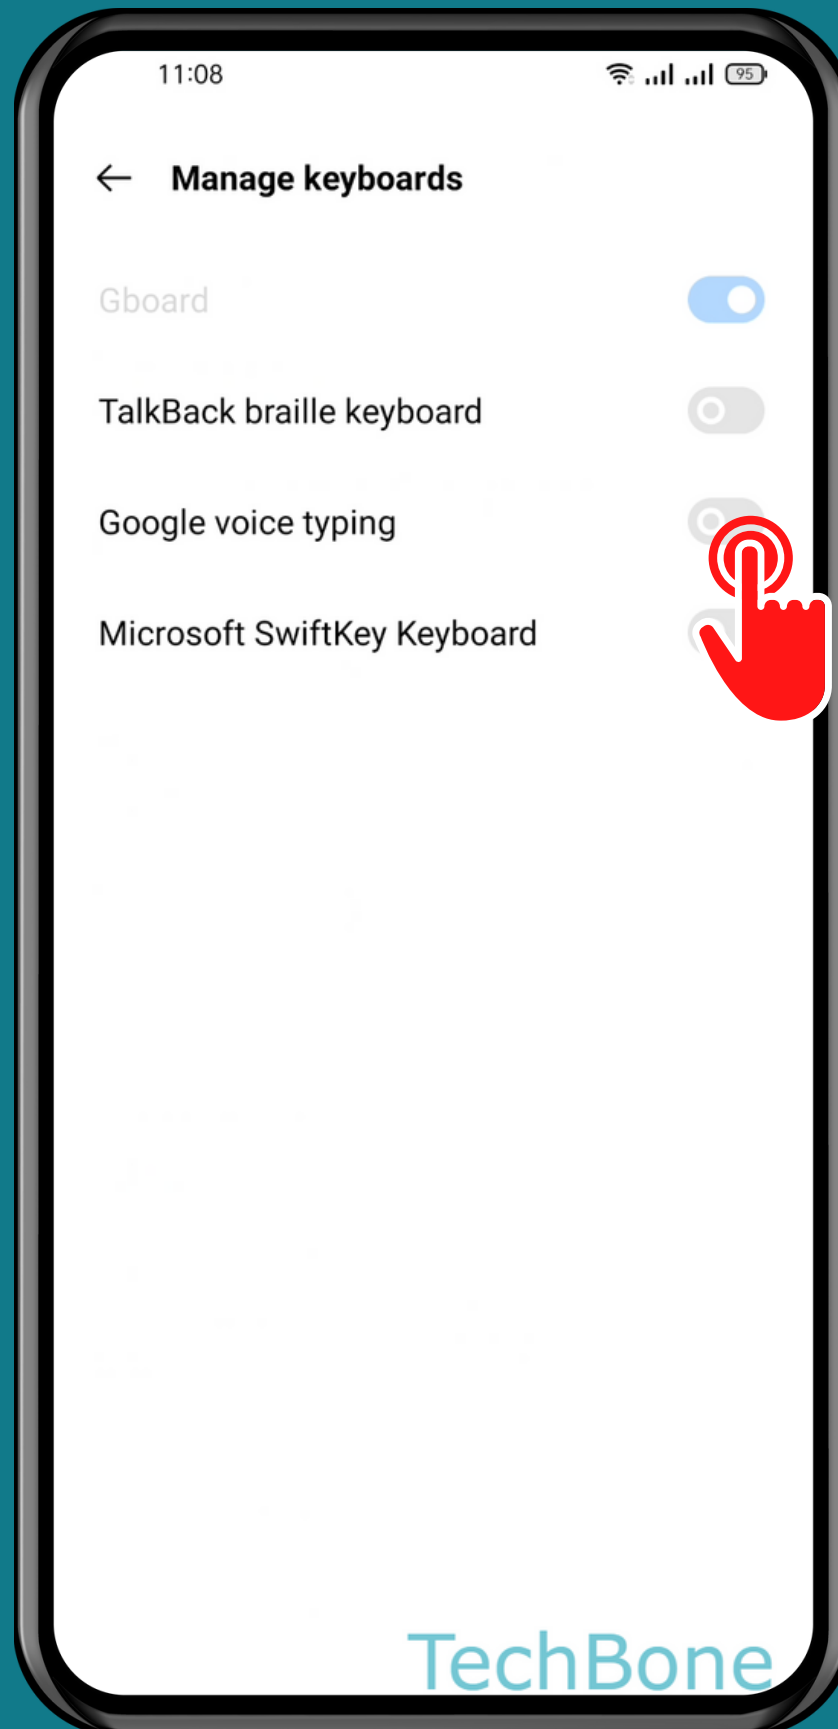 11:08
95
Manage keyboards
Gboard
TalkBack braille keyboard
Google voice typing
Microsoft SwiftKey Keyboard
TechBone